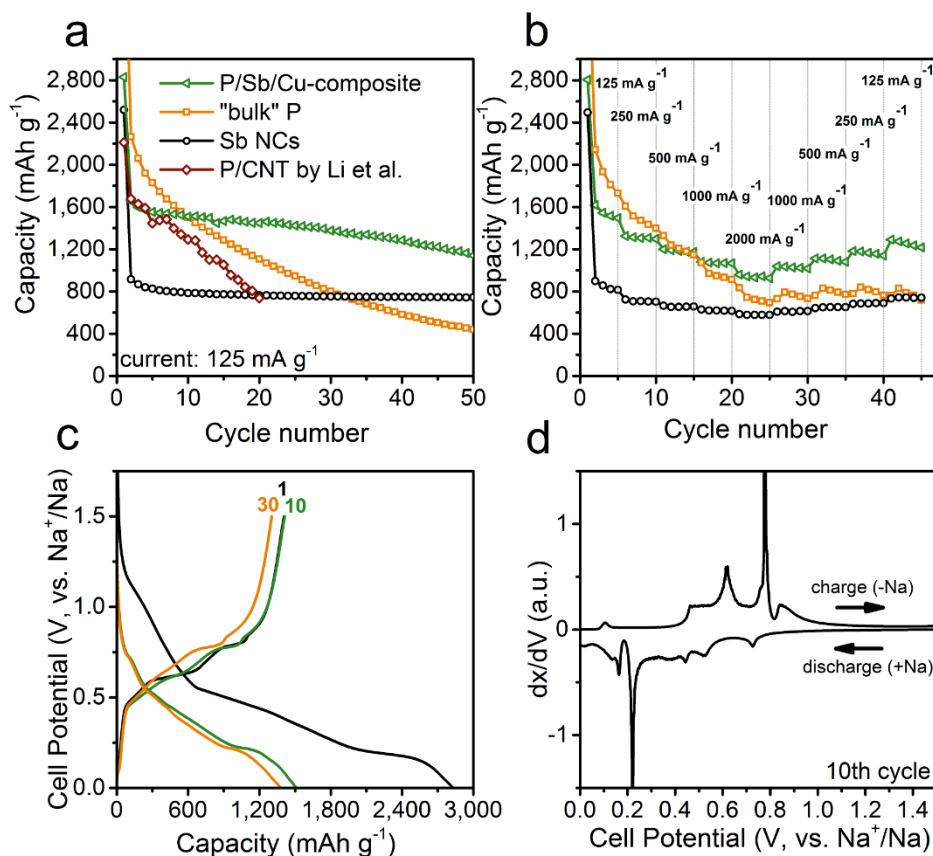 a
Capacity (mAh g⁻¹)
2,800
2,400
2,000
1,600
1,200
800
400
0
P/Sb/Cu-composite
"bulk" P
Sb NCs
P/CNT by Li et al.
current: 125 mA g⁻¹
0 10 20 30 40 50
Cycle number
b
Capacity (mAh g⁻¹)
2,800
2,400
2,000
1,600
1,200
800
400
0
125 mA g⁻¹
250 mA g⁻¹
500 mA g⁻¹
1000 mA g⁻¹
2000 mA g⁻¹
1000 mA g⁻¹
500 mA g⁻¹
250 mA g⁻¹
125 mA g⁻¹
0 10 20 30 40
Cycle number
c
Cell Potential (V, vs. Na⁺/Na)
1.5
1.0
0.5
0.0
1
30 10
0 600 1,200 1,800 2,400 3,000
Capacity (mAh g⁻¹)
d
dx/dV (a.u.)
1
0
-1
charge (-Na)
discharge (+Na)
10th cycle
0.0 0.2 0.4 0.6 0.8 1.0 1.2 1.4
Cell Potential (V, vs. Na⁺/Na)